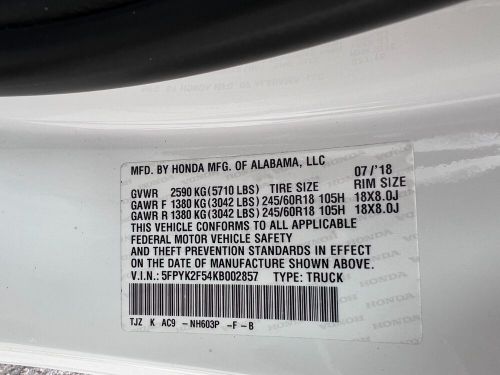 MFD. BY HONDA MFG. OF ALABAMA, LLC 07/'18
GVWR 2590 KG(5710 LBS) TIRE SIZE RIM SIZE
GAWR F 1380 KG(3042 LBS) 245/60R18 105H 18X8.0J
GAWR R 1380 KG(3042 LBS) 245/60R18 105H 18X8.0J
THIS VEHICLE CONFORMS TO ALL APPLICABLE
FEDERAL MOTOR VEHICLE SAFETY
AND THEFT PREVENTION STANDARDS IN EFFECT
ON THE DATE OF MANUFACTURE SHOWN ABOVE.
V.I.N.: 5FPYK2F54KB002857 TYPE: TRUCK
HONDA HONDA HONDA
TJZ K AC9 -NH603P -F -B